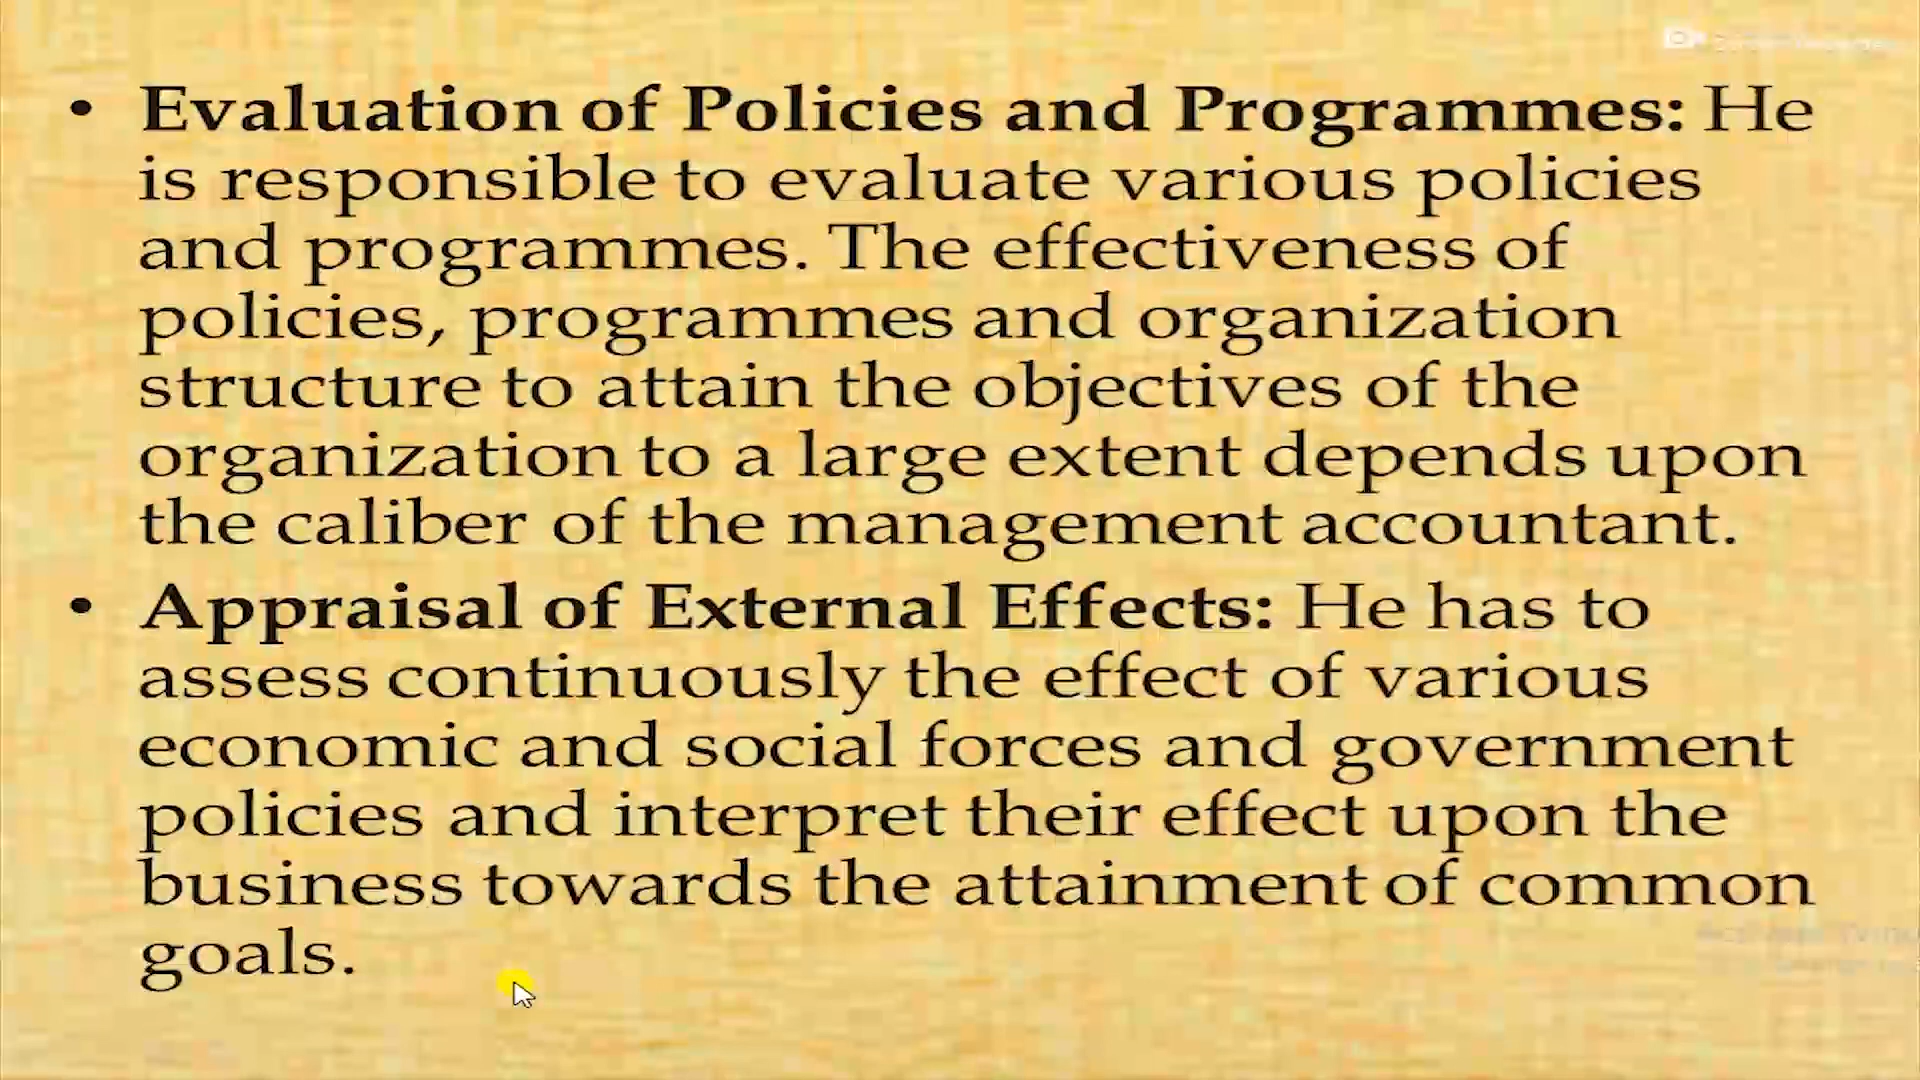 • Evaluation of Policies and Programmes: He
is responsible to evaluate various policies
and programmes. The effectiveness of
policies, programmes and organization
structure to attain the objectives of the
organization to a large extent depends upon
the caliber of the management accountant.
• Appraisal of External Effects: He has to
assess continuously the effect of various
economic and social forces and government
policies and interpret their effect upon the
business towards the attainment of common
goals.